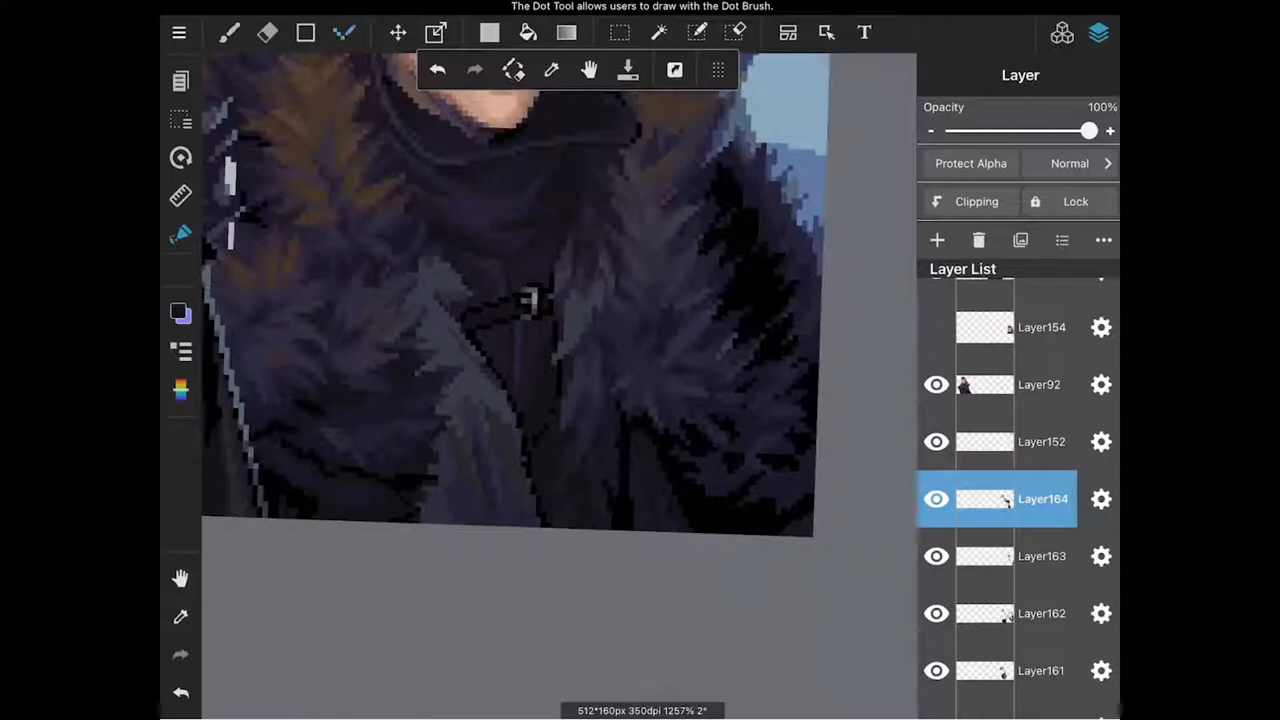 The Dot Tool allows users to draw with the Dot Brush.
T
Layer
Opacity
100%
- +
Protect Alpha
Normal
Clipping
Lock
Layer List
Layer154
Layer92
Layer152
Layer164
Layer163
Layer162
Layer161
512*160px 350dpi 1257% 2°